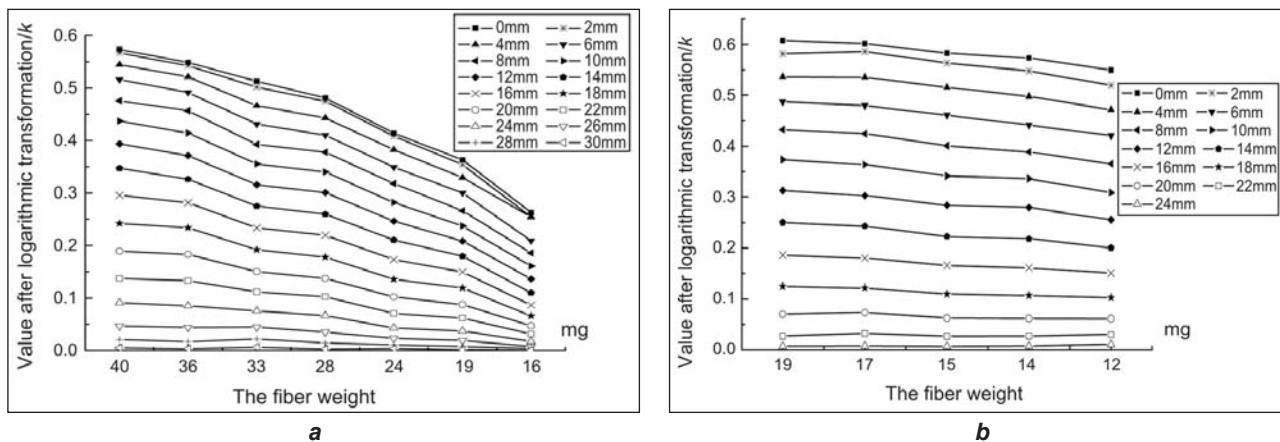 0mm 2mm
4mm 6mm
8mm 10mm
12mm 14mm
16mm 18mm
20mm 22mm
24mm 26mm
28mm 30mm
Value after logarithmic transformation/k
0.6
0.5
0.4
0.3
0.2
0.1
0.0
mg
40 36 33 28 24 19 16
The fiber weight
a
0mm 2mm
4mm 6mm
8mm 10mm
12mm 14mm
16mm 18mm
20mm 22mm
24mm
Value after logarithmic transformation/k
0.6
0.5
0.4
0.3
0.2
0.1
0.0
mg
19 17 15 14 12
The fiber weight
b